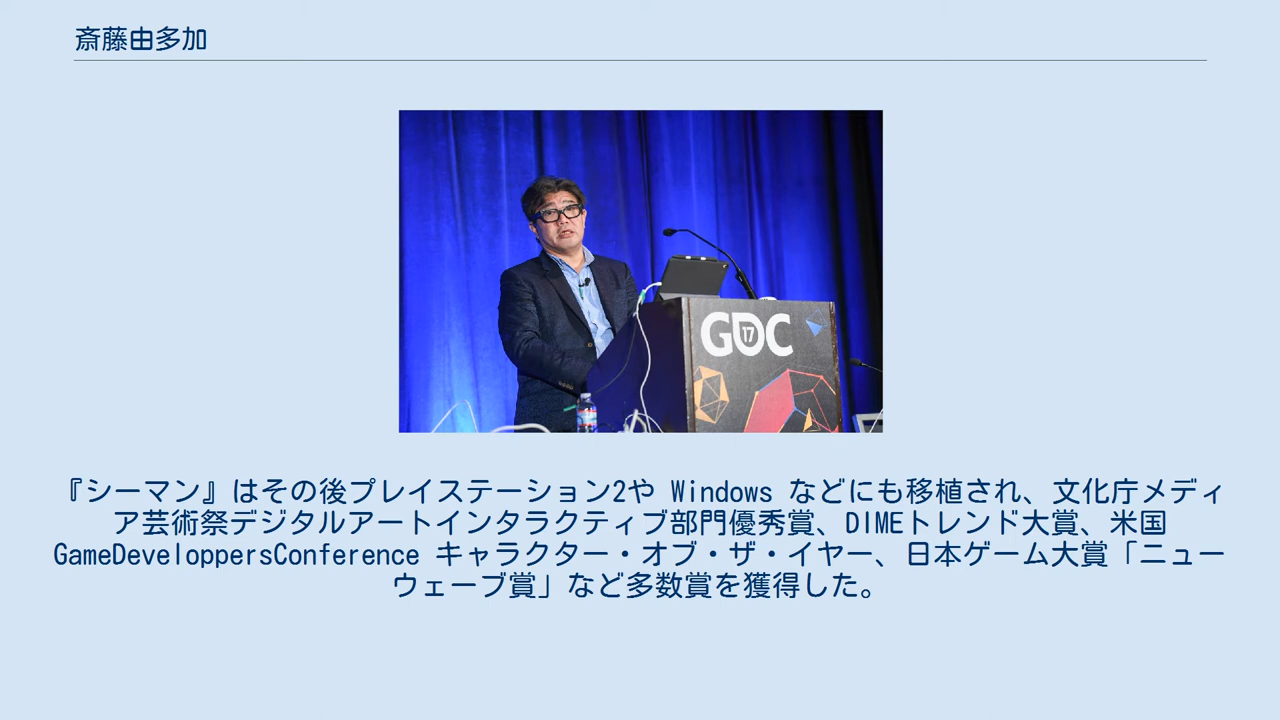 斎藤由多加
GDC
17
『シーマン』はその後プレイステーション2や Windows などにも移植され、文化庁メディ
ア芸術祭デジタルアートインタラクティブ部門優秀賞、DIMEトレンド大賞、米国
GameDeveloppersConference キャラクター・オブ・ザ・イヤー、日本ゲーム大賞「ニュー
ウェーブ賞」など多数賞を獲得した。